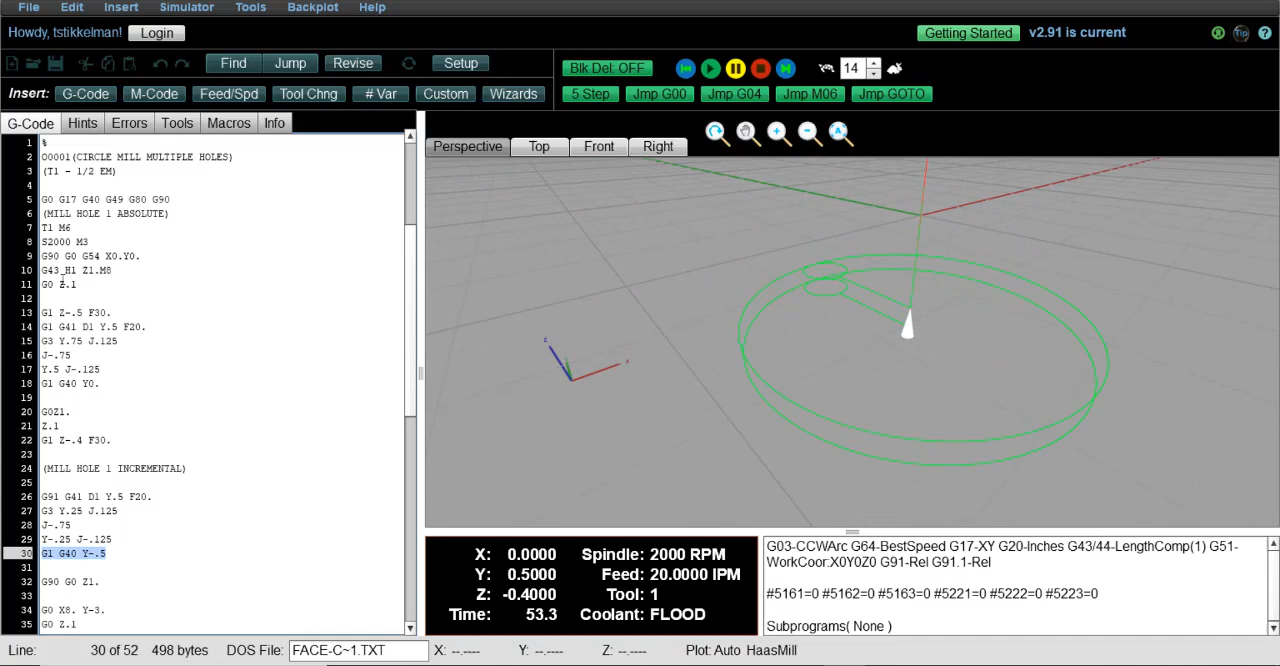 File Edit Insert Simulator Tools Backplot Help
Howdy, tstikkelman! Login Getting Started v2.91 is current Tip ?
Find Jump Revise Setup Blk Del: OFF 14
Insert: G-Code M-Code Feed/Spd Tool Chng # Var Custom Wizards 5 Step Jmp G00 Jmp G04 Jmp M06 Jmp GOTO
G-Code Hints Errors Tools Macros Info
Perspective Top Front Right
1 %
2 O0001(CIRCLE MILL MULTIPLE HOLES)
3 (T1 - 1/2 EM)
4
5 G0 G17 G40 G49 G80 G90
6 (MILL HOLE 1 ABSOLUTE)
7 T1 M6
8 S2000 M3
9 G90 G0 G54 X0.Y0.
10 G43 H1 Z1.M8
11 G0 Z.1
12
13 G1 Z-.5 F30.
14 G1 G41 D1 Y.5 F20.
15 G3 Y.75 J.125
16 J-.75
17 Y.5 J-.125
18 G1 G40 Y0.
19
20 G0Z1.
21 Z.1
22 G1 Z-.4 F30.
23
24 (MILL HOLE 1 INCREMENTAL)
25
26 G91 G41 D1 Y.5 F20.
27 G3 Y.25 J.125
28 J-.75
29 Y-.25 J-.125
30 G1 G40 Y-.5
31
32 G90 G0 Z1.
33
34 G0 X8. Y-3.
35 G0 Z.1
z x
X: 0.0000 Spindle: 2000 RPM
Y: 0.5000 Feed: 20.0000 IPM
Z: -0.4000 Tool: 1
Time: 53.3 Coolant: FLOOD
G03-CCWArc G64-BestSpeed G17-XY G20-Inches G43/44-LengthComp(1) G51-
WorkCoor:X0Y0Z0 G91-Rel G91.1-Rel
#5161=0 #5162=0 #5163=0 #5221=0 #5222=0 #5223=0
Subprograms( None )
Line: 30 of 52 498 bytes DOS File: FACE-C~1.TXT X: --.---- Y: --.---- Z: --.---- Plot: Auto HaasMill